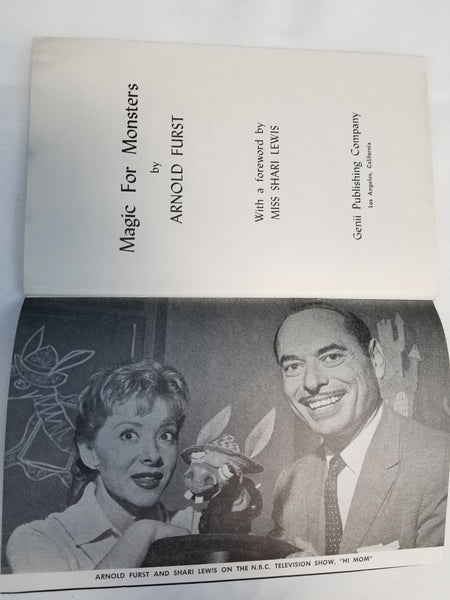 Magic For Monsters
by
ARNOLD FURST
With a foreword by
MISS SHARI LEWIS
Genii Publishing Company
Los Angeles, California
ARNOLD FURST AND SHARI LEWIS ON THE N.B.C. TELEVISION SHOW, "HI MOM"